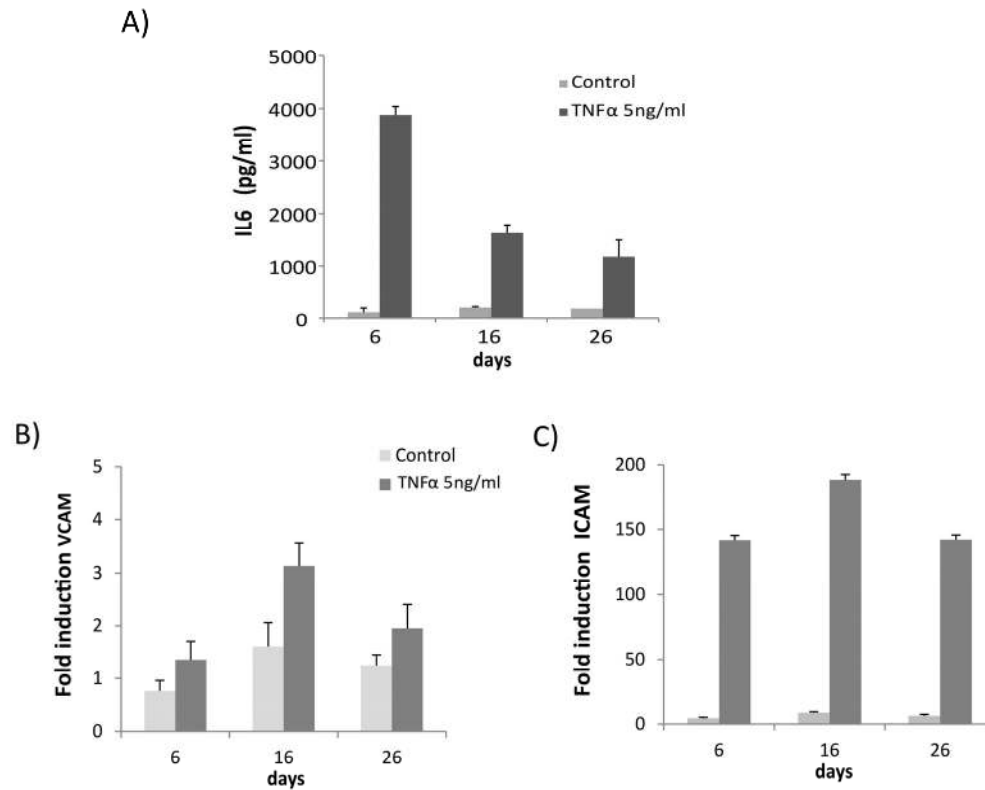 A)
5000
4000
3000
2000
1000
0
IL6 (pg/ml)
Control
TNFα 5ng/ml
6 16 26
days
B)
5
4
3
2
1
0
Fold induction VCAM
Control
TNFα 5ng/ml
6 16 26
days
C)
200
150
100
50
0
Fold induction ICAM
6 16 26
days